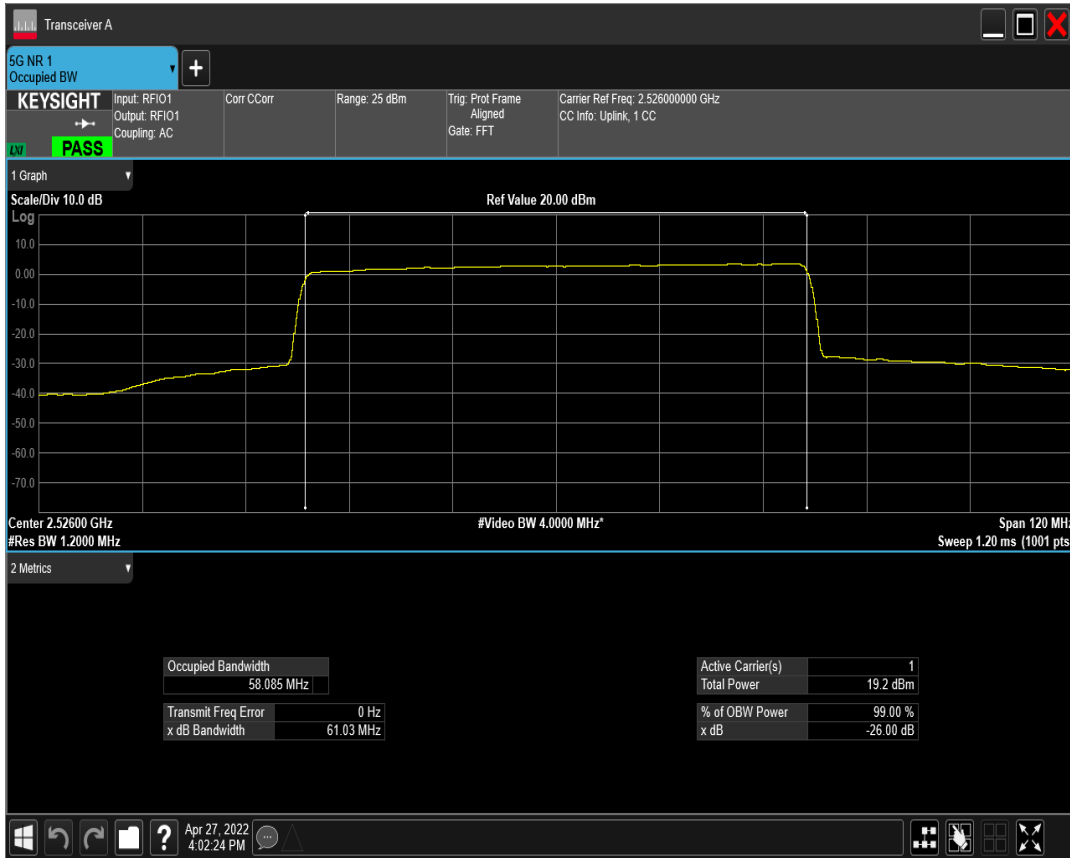 Transceiver A
5G NR 1
Occupied BW
KEYSIGHT
LXI
PASS
Input: RFIO1
Output: RFIO1
Coupling: AC
Corr CCorr
Range: 25 dBm
Trig: Prot Frame
Aligned
Gate: FFT
Carrier Ref Freq: 2.526000000 GHz
CC Info: Uplink, 1 CC
1 Graph
Scale/Div 10.0 dB
Ref Value 20.00 dBm
Log
10.0
0.00
-10.0
-20.0
-30.0
-40.0
-50.0
-60.0
-70.0
Center 2.52600 GHz
#Video BW 4.0000 MHz*
Span 120 MHz
#Res BW 1.2000 MHz
Sweep 1.20 ms (1001 pts
2 Metrics
Occupied Bandwidth
58.085 MHz
Transmit Freq Error 0 Hz
x dB Bandwidth 61.03 MHz
Active Carrier(s) 1
Total Power 19.2 dBm
% of OBW Power 99.00 %
x dB -26.00 dB
?
Apr 27, 2022
4:02:24 PM